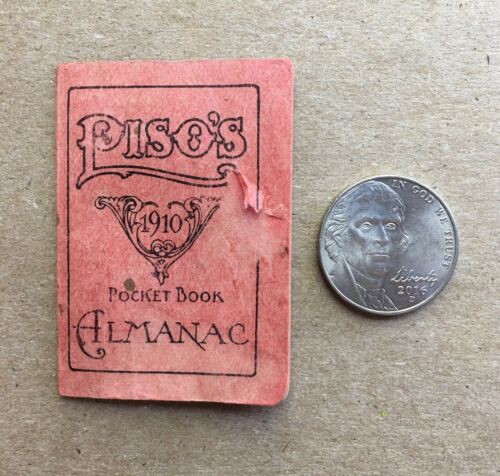 PISO'S
1910
POCKET BOOK
ALMANAC
IN GOD WE TRUST
Liberty
2016
D